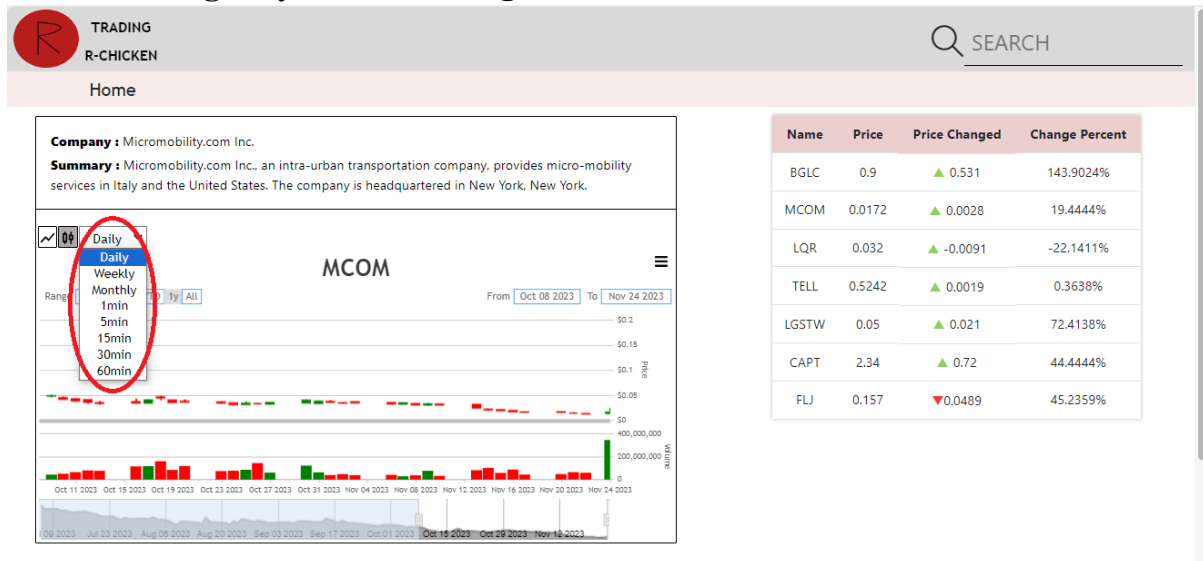 R
TRADING
R-CHICKEN
SEARCH
Home
Company : Micromobility.com Inc.
Summary : Micromobility.com Inc., an intra-urban transportation company, provides micro-mobility
services in Italy and the United States. The company is headquartered in New York, New York.
Daily
Daily
Weekly
Monthly
1min
5min
15min
30min
60min
MCOM
Range
1y All
From Oct 08 2023 To Nov 24 2023
$0.2
$0.15
$0.1
$0.05
$0
Price
400,000,000
200,000,000
0
Volume
Oct 11 2023 Oct 15 2023 Oct 19 2023 Oct 23 2023 Oct 27 2023 Oct 31 2023 Nov 04 2023 Nov 08 2023 Nov 12 2023 Nov 16 2023 Nov 20 2023 Nov 24 2023
09 2023 Jul 23 2023 Aug 06 2023 Aug 20 2023 Sep 03 2023 Sep 17 2023 Oct 01 2023 Oct 15 2023 Oct 29 2023 Nov 12 2023
Name Price Price Changed Change Percent
BGLC 0.9 ▲ 0.531 143.9024%
MCOM 0.0172 ▲ 0.0028 19.4444%
LQR 0.032 ▲ -0.0091 -22.1411%
TELL 0.5242 ▲ 0.0019 0.3638%
LGSTW 0.05 ▲ 0.021 72.4138%
CAPT 2.34 ▲ 0.72 44.4444%
FLJ 0.157 ▼0.0489 45.2359%